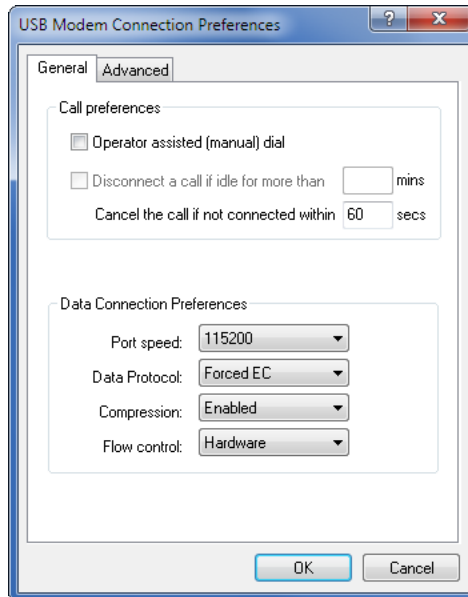 USB Modem Connection Preferences
General Advanced
Call preferences
Operator assisted (manual) dial
Disconnect a call if idle for more than mins
Cancel the call if not connected within 60 secs
Data Connection Preferences
Port speed: 115200
Data Protocol: Forced EC
Compression: Enabled
Flow control: Hardware
OK Cancel